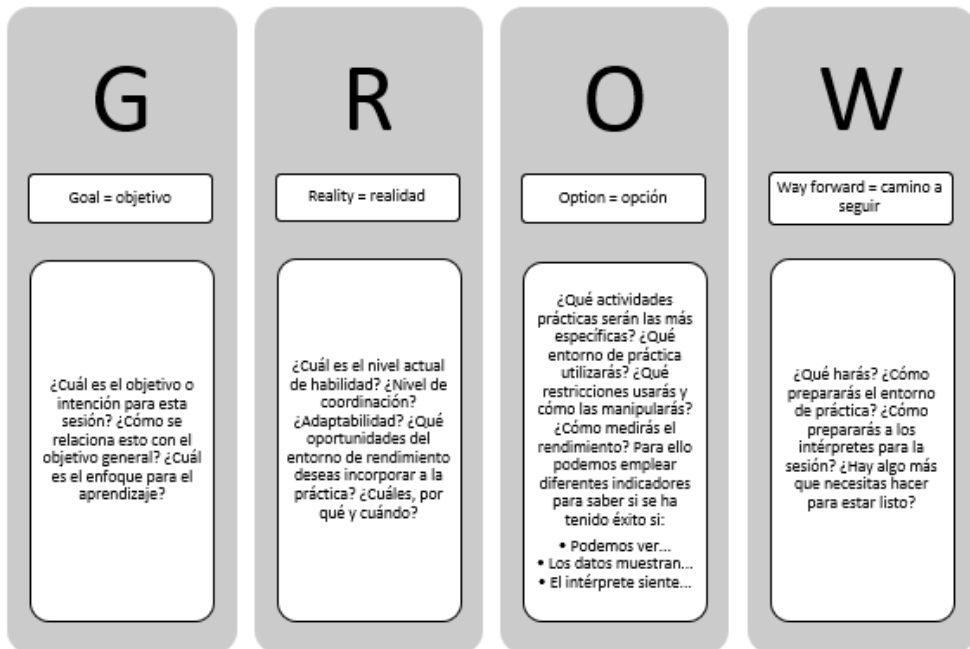 G
Goal = objetivo
¿Cuál es el objetivo o
intención para esta
sesión? ¿Cómo se
relaciona esto con el
objetivo general? ¿Cuál
es el enfoque para el
aprendizaje?
R
Reality = realidad
¿Cuál es el nivel actual
de habilidad? ¿Nivel de
coordinación?
¿Adaptabilidad? ¿Qué
oportunidades del
entorno de rendimiento
deseas incorporar a la
práctica? ¿Cuáles, por
qué y cuándo?
O
Option = opción
¿Qué actividades
prácticas serán las más
específicas? ¿Qué
entorno de práctica
utilizarás? ¿Qué
restricciones usarás y
cómo las manipularás?
¿Cómo medirás el
rendimiento? Para ello
podemos emplear
diferentes indicadores
para saber si se ha
tenido éxito si:
• Podemos ver...
• Los datos muestran...
• El intérprete siente...
W
Way forward = camino a
seguir
¿Qué harás? ¿Cómo
prepararás el entorno
de práctica? ¿Cómo
prepararás a los
intérpretes para la
sesión? ¿Hay algo más
que necesitas hacer
para estar listo?